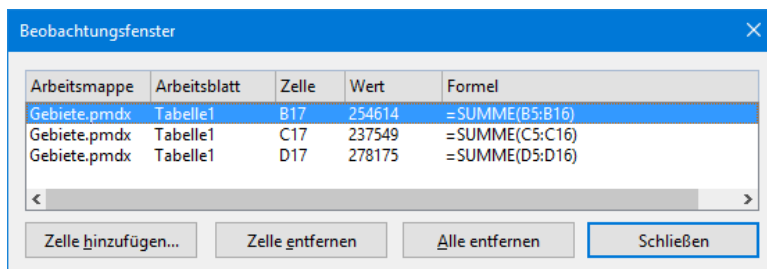 Beobachtungsfenster
Arbeitsmappe Arbeitsblatt Zelle Wert Formel
Gebiete.pmdx Tabelle1 B17 254614 =SUMME(B5:B16)
Gebiete.pmdx Tabelle1 C17 237549 =SUMME(C5:C16)
Gebiete.pmdx Tabelle1 D17 278175 =SUMME(D5:D16)
Zelle hinzufügen... Zelle entfernen Alle entfernen Schließen